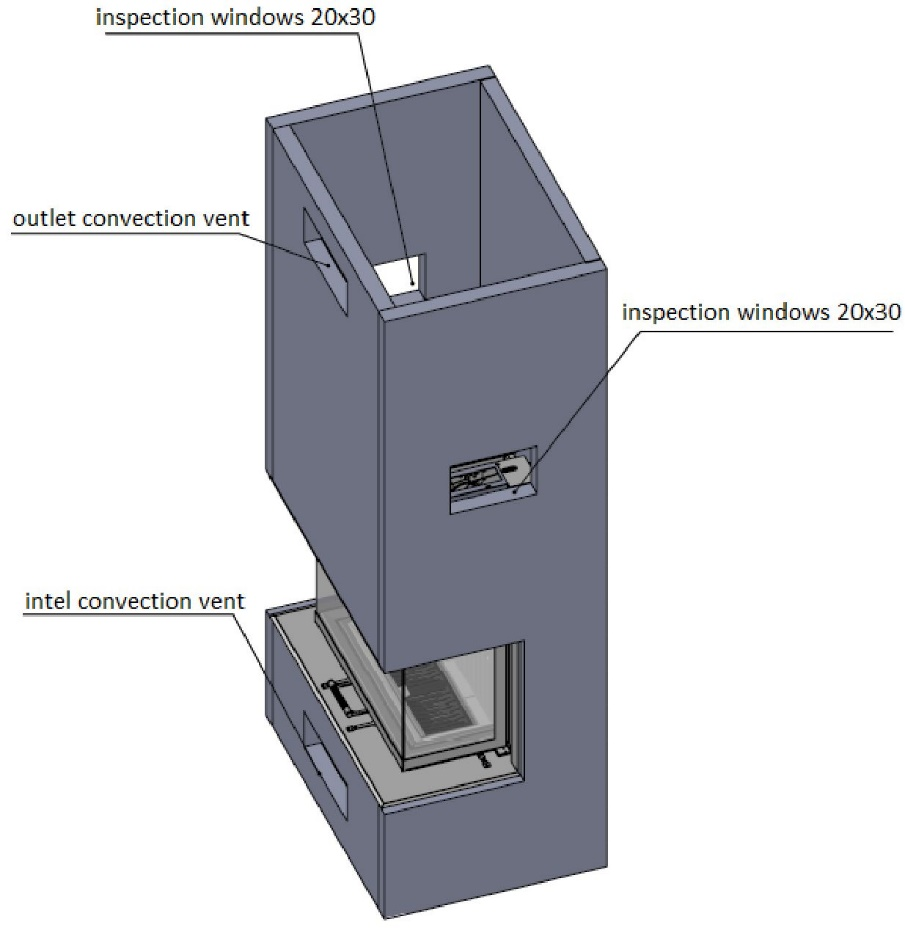 inspection windows 20x30
outlet convection vent
inspection windows 20x30
intel convection vent